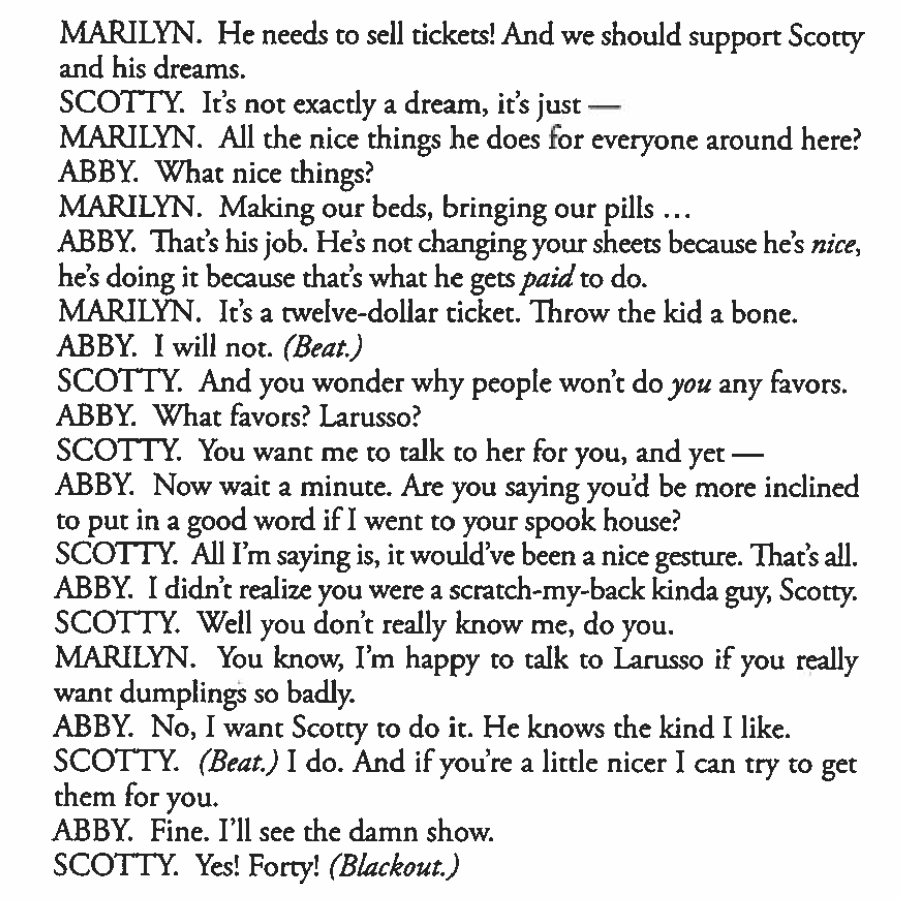 MARILYN. He needs to sell tickets! And we should support Scotty
and his dreams.
SCOTTY. It's not exactly a dream, it's just —
MARILYN. All the nice things he does for everyone around here?
ABBY. What nice things?
MARILYN. Making our beds, bringing our pills …
ABBY. That's his job. He's not changing your sheets because he's nice,
he's doing it because that's what he gets paid to do.
MARILYN. It's a twelve-dollar ticket. Throw the kid a bone.
ABBY. I will not. (Beat.)
SCOTTY. And you wonder why people won't do you any favors.
ABBY. What favors? Larusso?
SCOTTY. You want me to talk to her for you, and yet —
ABBY. Now wait a minute. Are you saying you'd be more inclined
to put in a good word if I went to your spook house?
SCOTTY. All I'm saying is, it would've been a nice gesture. That's all.
ABBY. I didn't realize you were a scratch-my-back kinda guy, Scotty.
SCOTTY. Well you don't really know me, do you.
MARILYN. You know, I'm happy to talk to Larusso if you really
want dumplings so badly.
ABBY. No, I want Scotty to do it. He knows the kind I like.
SCOTTY. (Beat.) I do. And if you're a little nicer I can try to get
them for you.
ABBY. Fine. I'll see the damn show.
SCOTTY. Yes! Forty! (Blackout.)